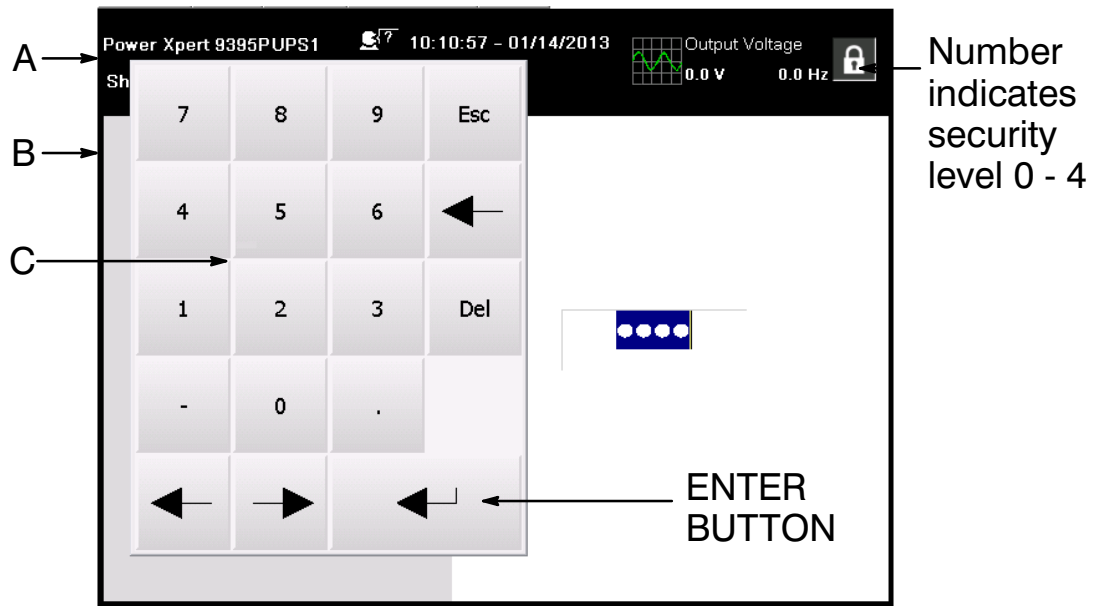 A
Power Xpert 9395PUPS1
? 10:10:57 - 01/14/2013
Output Voltage
0.0 V 0.0 Hz
Sh
Number
indicates
security
level 0 - 4
B
C
7 8 9 Esc
4 5 6
1 2 3 Del
- 0 .
ENTER
BUTTON